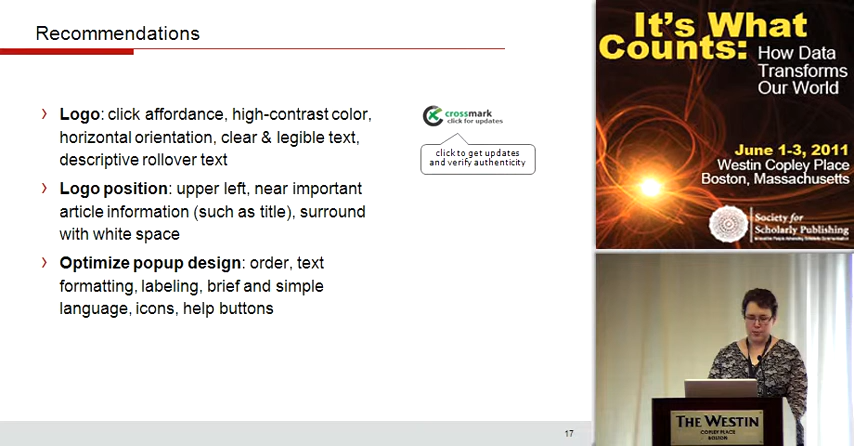 Recommendations
› Logo: click affordance, high-contrast color,
horizontal orientation, clear & legible text,
descriptive rollover text
› Logo position: upper left, near important
article information (such as title), surround
with white space
› Optimize popup design: order, text
formatting, labeling, brief and simple
language, icons, help buttons
crossmark
click for updates
click to get updates
and verify authenticity
17
It's What
Counts: How Data
Transforms
Our World
June 1-3, 2011
Westin Copley Place
Boston, Massachusetts
Society for
Scholarly Publishing
THE WESTIN
COPLEY PLACE
BOSTON